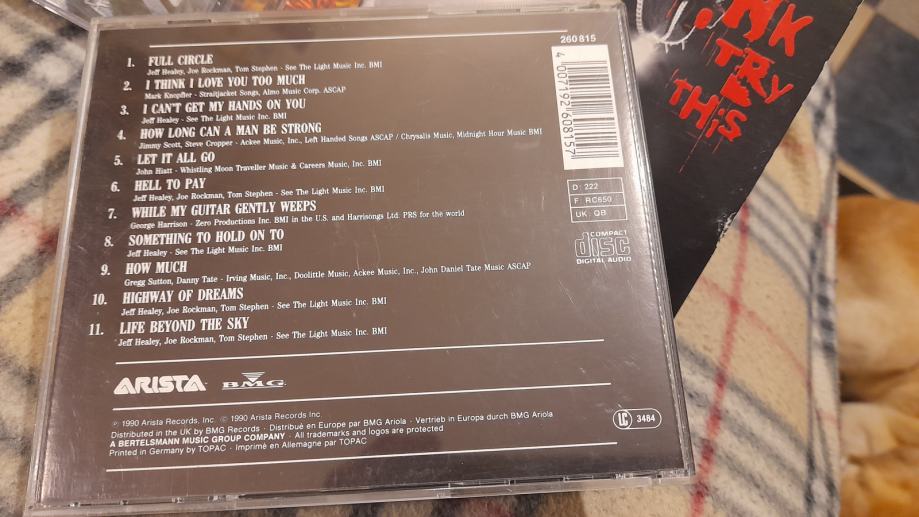 260 815
1. FULL CIRCLE
Jeff Healey, Joe Rockman, Tom Stephen - See The Light Music Inc. BMI
2. I THINK I LOVE YOU TOO MUCH
Mark Knopfler - Straitjacket Songs, Almo Music Corp. ASCAP
3. I CAN'T GET MY HANDS ON YOU
Jeff Healey - See The Light Music Inc. BMI
4. HOW LONG CAN A MAN BE STRONG
Jimmy Scott, Steve Cropper - Ackee Music, Inc., Left Handed Songs ASCAP / Chrysalis Music, Midnight Hour Music BMI
5. LET IT ALL GO
John Hiatt - Whistling Moon Traveller Music & Careers Music, Inc. BMI
6. HELL TO PAY
Jeff Healey, Joe Rockman, Tom Stephen - See The Light Music Inc. BMI
7. WHILE MY GUITAR GENTLY WEEPS
George Harrison - Zero Productions Inc. BMI in the U.S. and Harrisongs Ltd. PRS for the world
8. SOMETHING TO HOLD ON TO
Jeff Healey - See The Light Music Inc. BMI
9. HOW MUCH
Gregg Sutton, Danny Tate - Irving Music, Inc., Doolittle Music, Ackee Music, Inc., John Daniel Tate Music ASCAP
10. HIGHWAY OF DREAMS
Jeff Healey, Joe Rockman, Tom Stephen - See The Light Music Inc. BMI
11. LIFE BEYOND THE SKY
Jeff Healey, Joe Rockman, Tom Stephen - See The Light Music Inc. BMI
4 007192 608157
D: 222
F: RC650
UK: QB
COMPACT
disc
DIGITAL AUDIO
ARISTA BMG
℗ 1990 Arista Records, Inc. © 1990 Arista Records Inc.
Distributed in the UK by BMG Records · Distribué en Europe par BMG Ariola · Vertrieb in Europa durch BMG Ariola
A BERTELSMANN MUSIC GROUP COMPANY · All trademarks and logos are protected
Printed in Germany by TOPAC · Imprimé en Allemagne par TOPAC
LC 3484
TRY
THiS